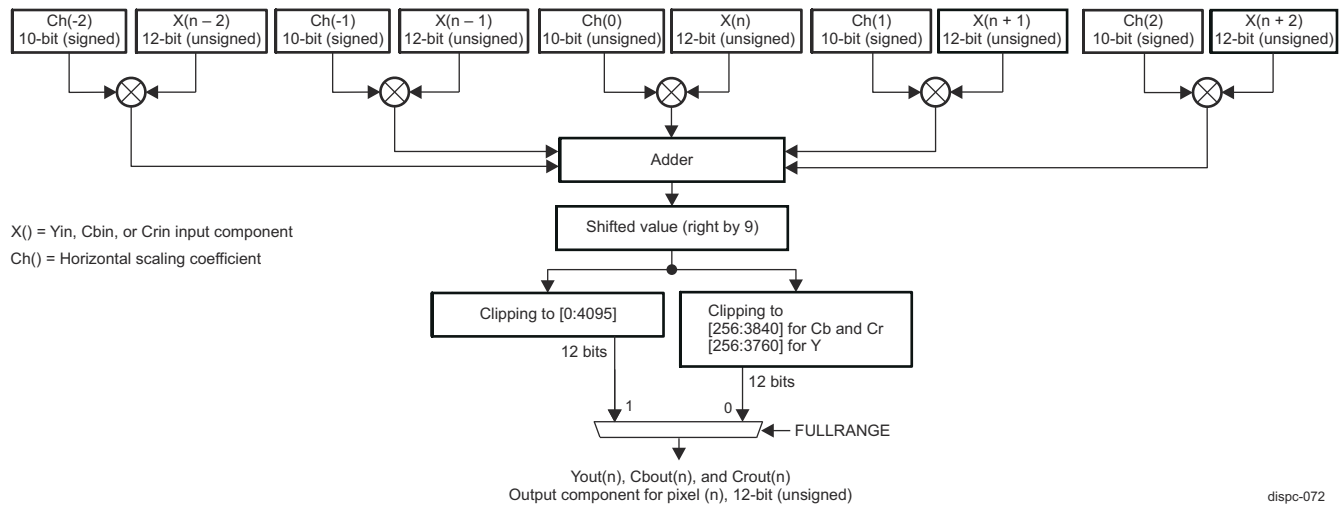 Ch(-2)
10-bit (signed)
X(n – 2)
12-bit (unsigned)
Ch(-1)
10-bit (signed)
X(n – 1)
12-bit (unsigned)
Ch(0)
10-bit (unsigned)
X(n)
12-bit (unsigned)
Ch(1)
10-bit (signed)
X(n + 1)
12-bit (unsigned)
Ch(2)
10-bit (signed)
X(n + 2)
12-bit (unsigned)
Adder
Shifted value (right by 9)
X() = Yin, Cbin, or Crin input component
Ch() = Horizontal scaling coefficient
Clipping to [0:4095]
Clipping to
[256:3840] for Cb and Cr
[256:3760] for Y
12 bits
12 bits
1
0
FULLRANGE
Yout(n), Cbout(n), and Crout(n)
Output component for pixel (n), 12-bit (unsigned)
dispc-072